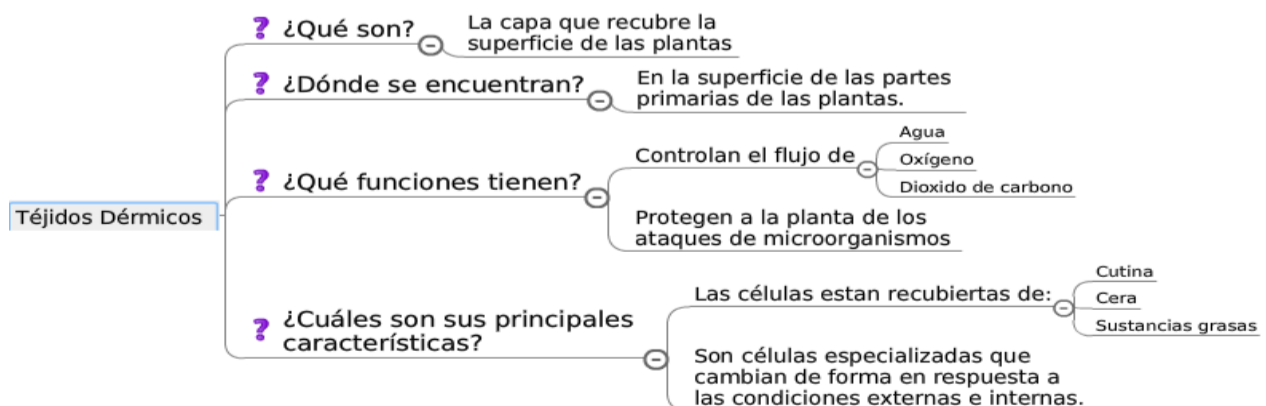 ¿Qué son?
La capa que recubre la
superficie de las plantas
¿Dónde se encuentran?
En la superficie de las partes
primarias de las plantas.
¿Qué funciones tienen?
Controlan el flujo de
Agua
Oxígeno
Dioxido de carbono
Protegen a la planta de los
ataques de microorganismos
Téjidos Dérmicos
¿Cuáles son sus principales
características?
Las células estan recubiertas de:
Cutina
Cera
Sustancias grasas
Son células especializadas que
cambian de forma en respuesta a
las condiciones externas e internas.